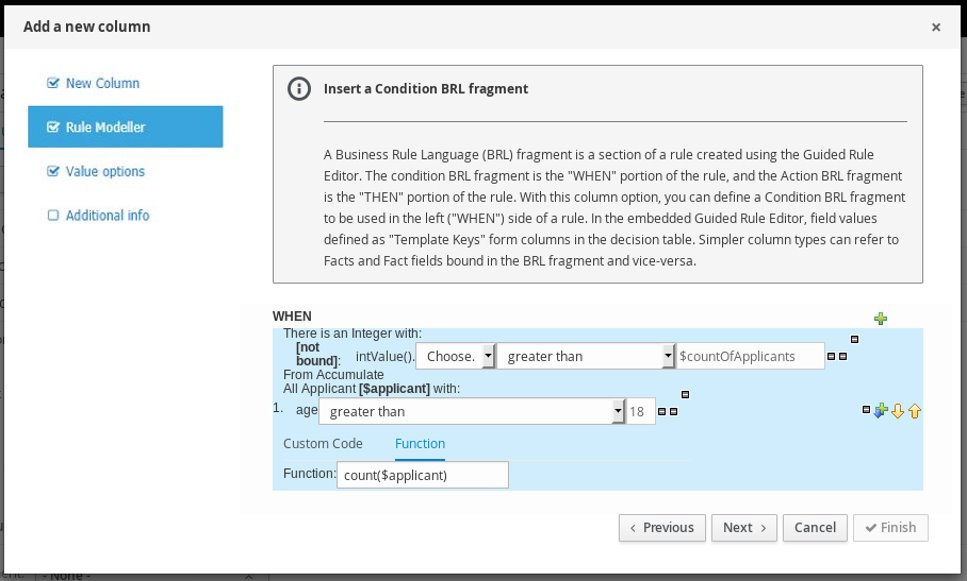 Add a new column
×
New Column
Rule Modeller
Value options
Additional info
Insert a Condition BRL fragment
A Business Rule Language (BRL) fragment is a section of a rule created using the Guided Rule
Editor. The condition BRL fragment is the "WHEN" portion of the rule, and the Action BRL fragment
is the "THEN" portion of the rule. With this column option, you can define a Condition BRL fragment
to be used in the left ("WHEN") side of a rule. In the embedded Guided Rule Editor, field values
defined as "Template Keys" form columns in the decision table. Simpler column types can refer to
Facts and Fact fields bound in the BRL fragment and vice-versa.
WHEN
There is an Integer with:
[not
bound]: intValue(). Choose. greater than $countOfApplicants
From Accumulate
All Applicant [$applicant] with:
1. age greater than 18
Custom Code Function
Function: count($applicant)
< Previous Next > Cancel Finish
- None -